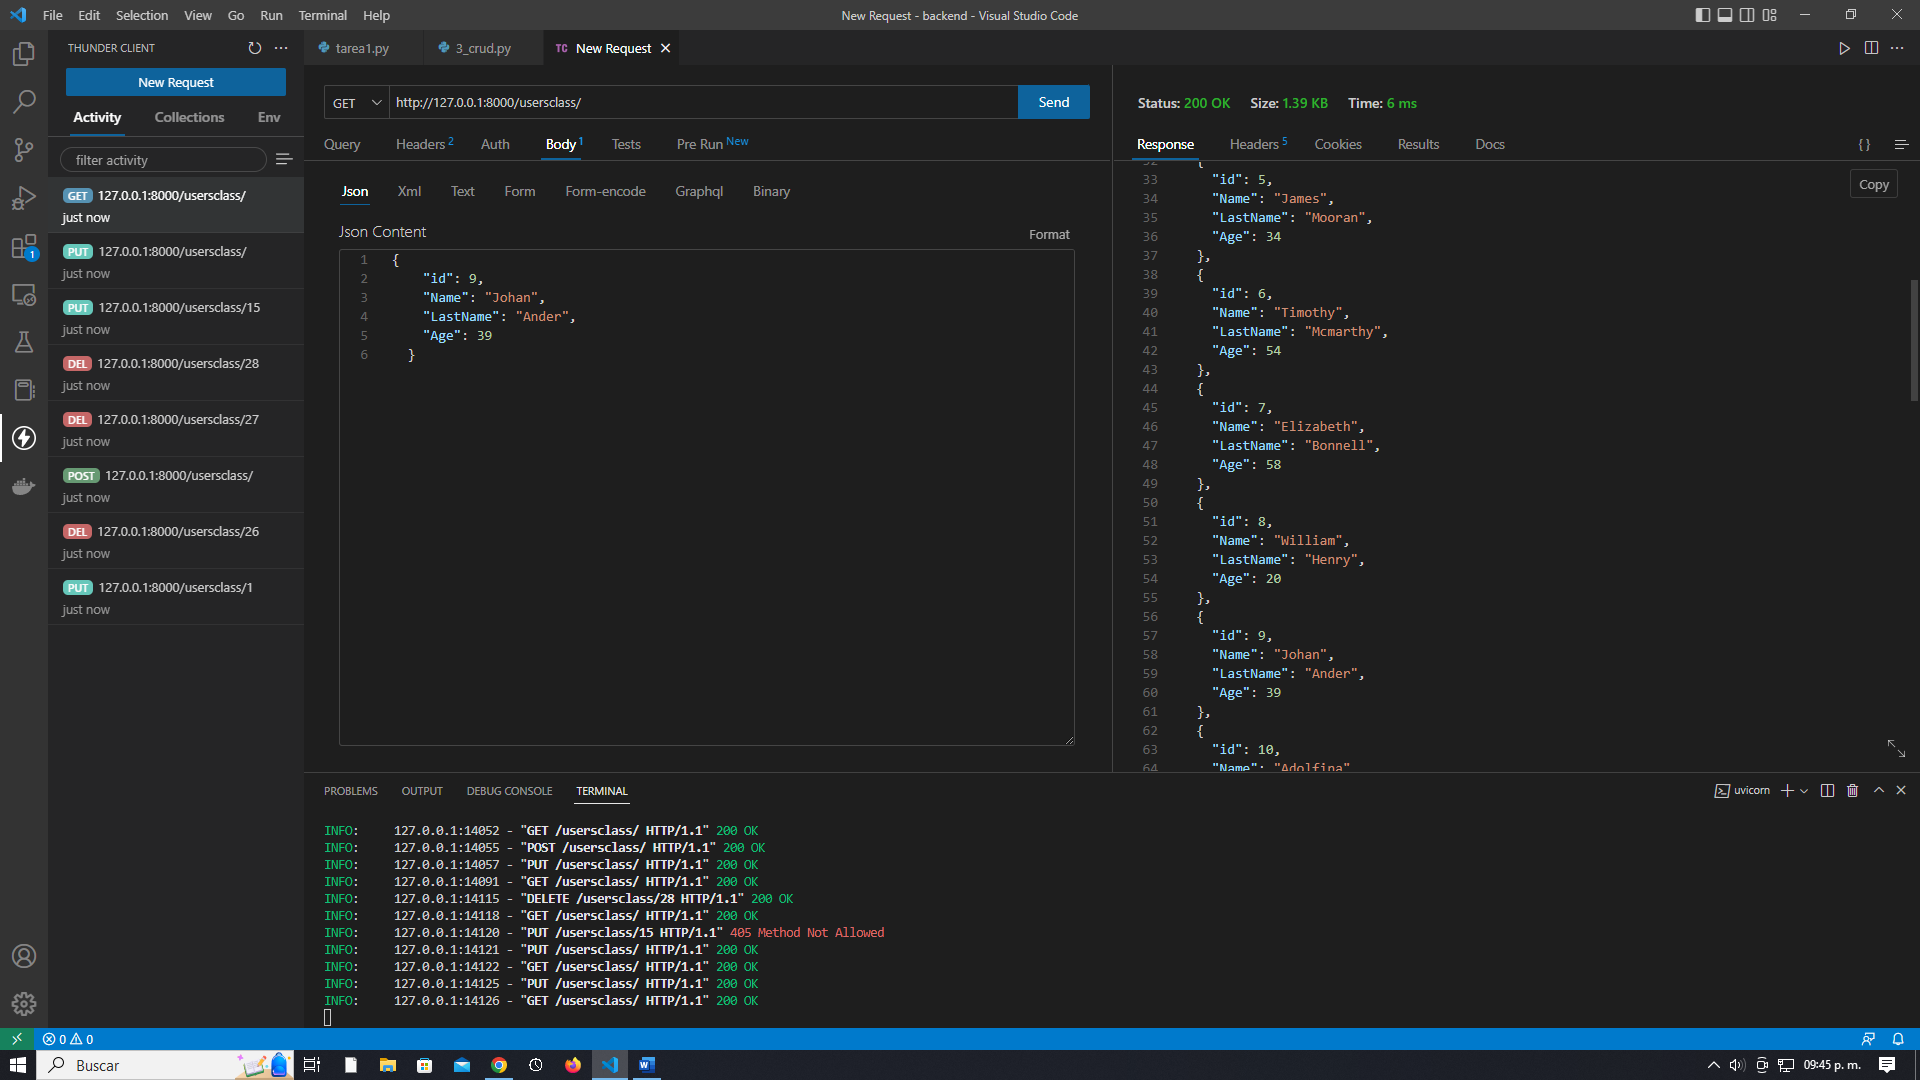 File Edit Selection View Go Run Terminal Help
New Request - backend - Visual Studio Code
THUNDER CLIENT
New Request
Activity Collections Env
filter activity
GET 127.0.0.1:8000/usersclass/
just now
PUT 127.0.0.1:8000/usersclass/
just now
PUT 127.0.0.1:8000/usersclass/15
just now
DEL 127.0.0.1:8000/usersclass/28
just now
DEL 127.0.0.1:8000/usersclass/27
just now
POST 127.0.0.1:8000/usersclass/
just now
DEL 127.0.0.1:8000/usersclass/26
just now
PUT 127.0.0.1:8000/usersclass/1
just now
1
tarea1.py 3_crud.py TC New Request
GET http://127.0.0.1:8000/usersclass/ Send
Query Headers 2 Auth Body 1 Tests Pre Run New
Json Xml Text Form Form-encode Graphql Binary
Json Content
Format
1 {
2 "id": 9,
3 "Name": "Johan",
4 "LastName": "Ander",
5 "Age": 39
6 }
Status: 200 OK Size: 1.39 KB Time: 6 ms
Response Headers 5 Cookies Results Docs { }
Copy
32 {
33 "id": 5,
34 "Name": "James",
35 "LastName": "Mooran",
36 "Age": 34
37 },
38 {
39 "id": 6,
40 "Name": "Timothy",
41 "LastName": "Mcmarthy",
42 "Age": 54
43 },
44 {
45 "id": 7,
46 "Name": "Elizabeth",
47 "LastName": "Bonnell",
48 "Age": 58
49 },
50 {
51 "id": 8,
52 "Name": "William",
53 "LastName": "Henry",
54 "Age": 20
55 },
56 {
57 "id": 9,
58 "Name": "Johan",
59 "LastName": "Ander",
60 "Age": 39
61 },
62 {
63 "id": 10,
64 "Name": "Adolfina"
PROBLEMS OUTPUT DEBUG CONSOLE TERMINAL
uvicorn
INFO: 127.0.0.1:14052 - "GET /usersclass/ HTTP/1.1" 200 OK
INFO: 127.0.0.1:14055 - "POST /usersclass/ HTTP/1.1" 200 OK
INFO: 127.0.0.1:14057 - "PUT /usersclass/ HTTP/1.1" 200 OK
INFO: 127.0.0.1:14091 - "GET /usersclass/ HTTP/1.1" 200 OK
INFO: 127.0.0.1:14115 - "DELETE /usersclass/28 HTTP/1.1" 200 OK
INFO: 127.0.0.1:14118 - "GET /usersclass/ HTTP/1.1" 200 OK
INFO: 127.0.0.1:14120 - "PUT /usersclass/15 HTTP/1.1" 405 Method Not Allowed
INFO: 127.0.0.1:14121 - "PUT /usersclass/ HTTP/1.1" 200 OK
INFO: 127.0.0.1:14122 - "GET /usersclass/ HTTP/1.1" 200 OK
INFO: 127.0.0.1:14125 - "PUT /usersclass/ HTTP/1.1" 200 OK
INFO: 127.0.0.1:14126 - "GET /usersclass/ HTTP/1.1" 200 OK
0 0
Buscar
09:45 p. m.